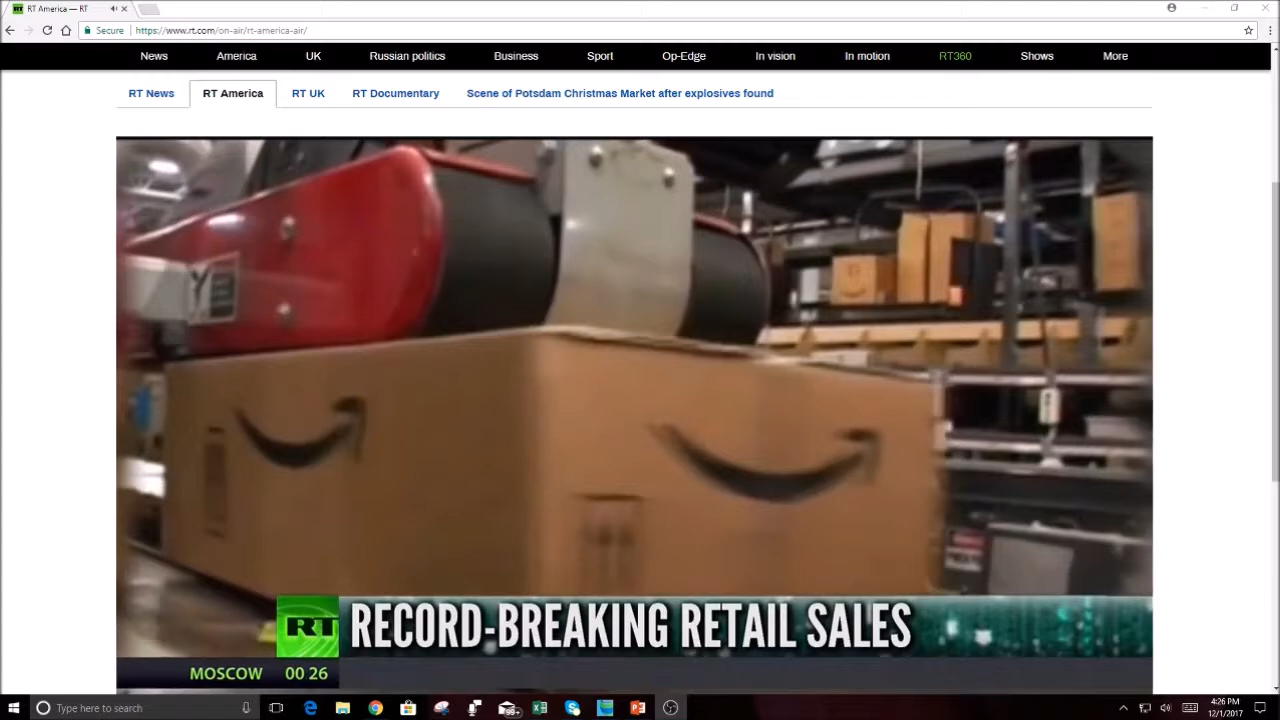 RT America — RT
Secure https://www.rt.com/on-air/rt-america-air/
News America UK Russian politics Business Sport Op-Edge In vision In motion RT360 Shows More
RT News RT America RT UK RT Documentary Scene of Potsdam Christmas Market after explosives found
RT RECORD-BREAKING RETAIL SALES
MOSCOW 00 26
Type here to search
4:26 PM
12/1/2017